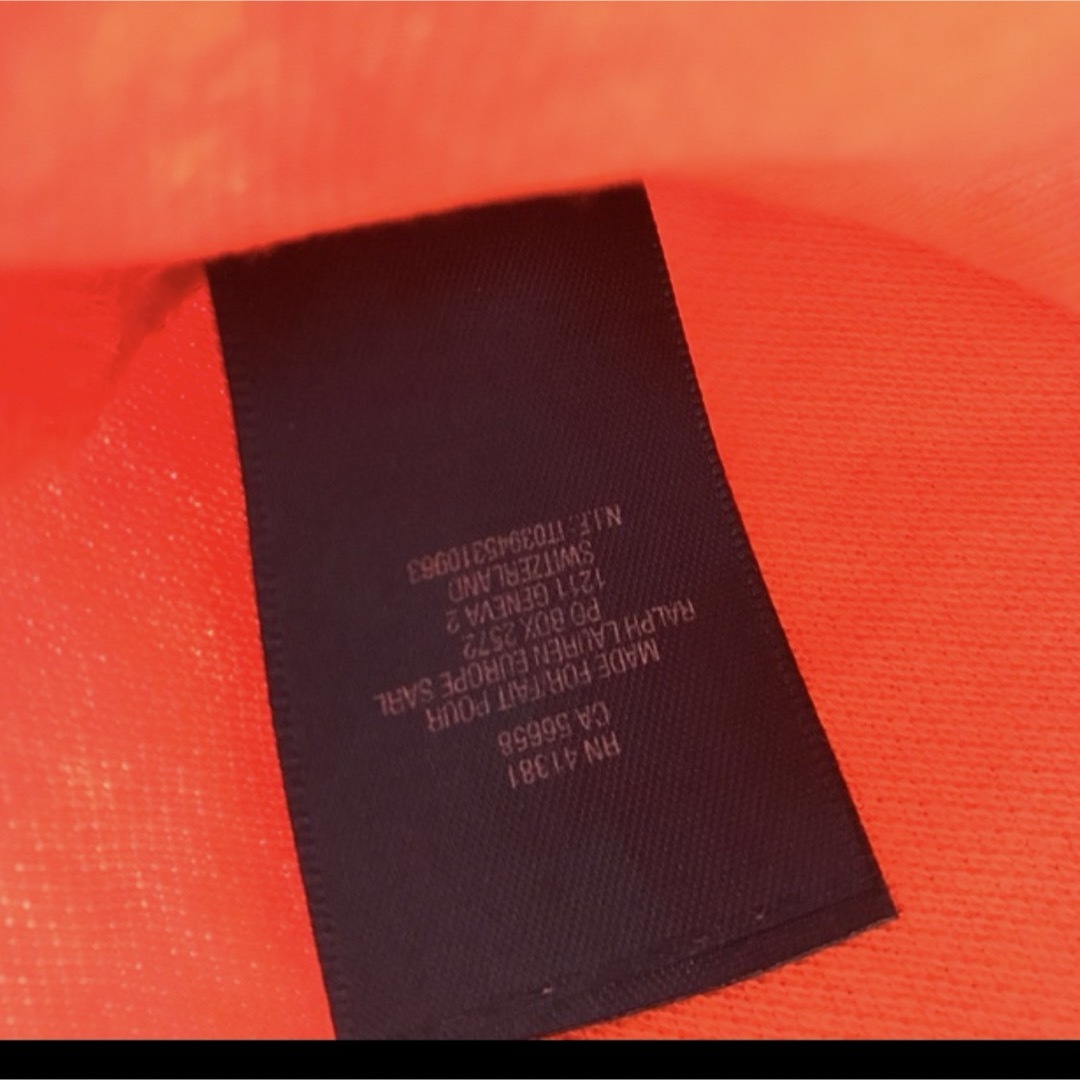 RN 41381
CA 56658
MADE FOR/FAIT POUR
RALPH LAUREN EUROPE SARL
PO BOX 2572
1211 GENEVA 2
SWITZERLAND
N.I.F.: IT03945310963